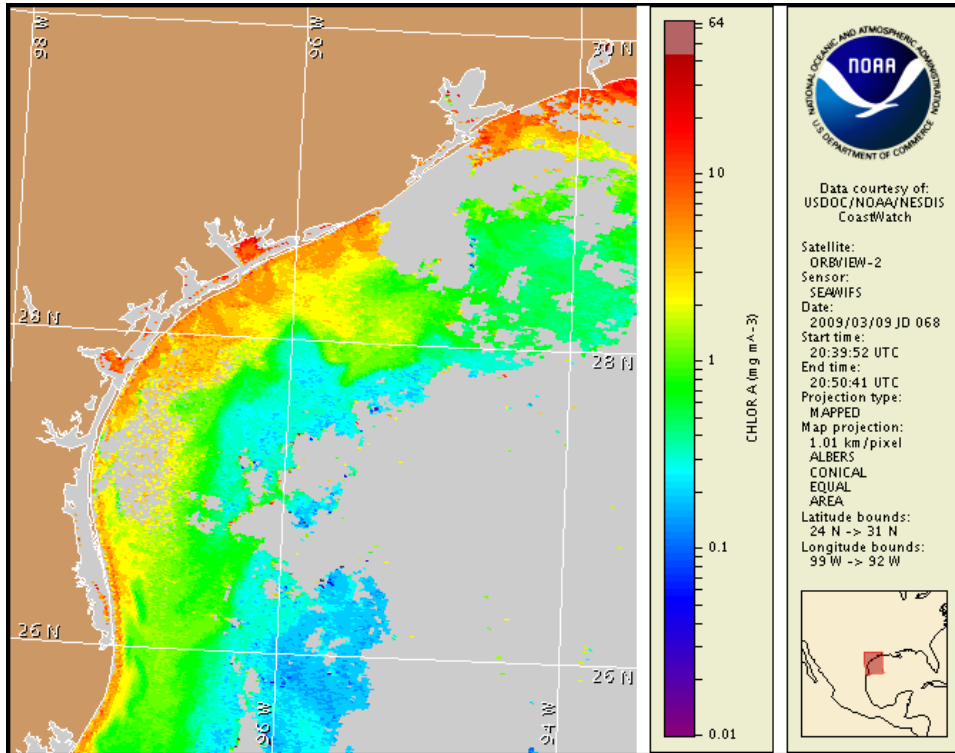 98 W
96 W
30 N
28 N
28 N
26 N
26 N
96 W
94 W
64
10
1
0.1
0.01
CHLOR A (mg m^-3)
NATIONAL OCEANIC AND ATMOSPHERIC ADMINISTRATION
NOAA
U.S. DEPARTMENT OF COMMERCE
Data courtesy of:
USDOC/NOAA/NESDIS
CoastWatch
Satellite:
ORBVIEW-2
Sensor:
SEAWIFS
Date:
2009/03/09 JD 068
Start time:
20:39:52 UTC
End time:
20:50:41 UTC
Projection type:
MAPPED
Map projection:
1.01 km/pixel
ALBERS
CONICAL
EQUAL
AREA
Latitude bounds:
24 N -> 31 N
Longitude bounds:
99 W -> 92 W